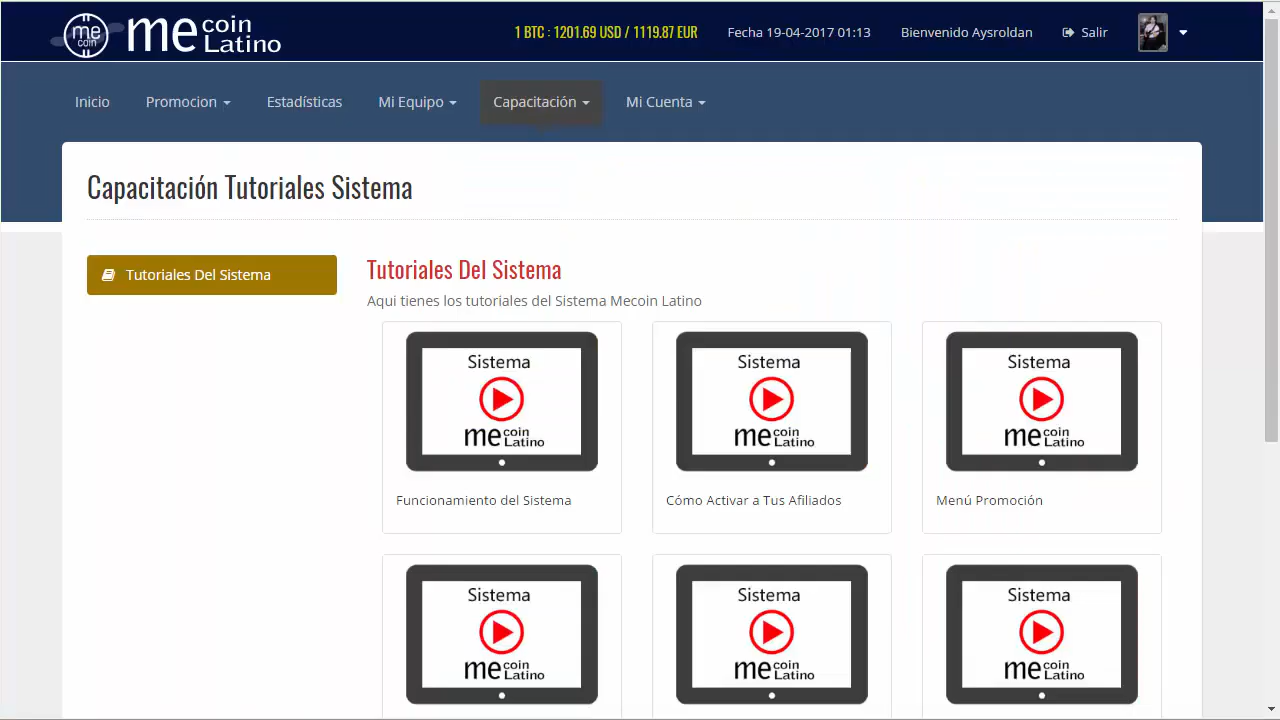 me coin me coin Latino
1 BTC : 1201.69 USD / 1119.87 EUR
Fecha 19-04-2017 01:13
Bienvenido Aysroldan
Salir
Inicio
Promocion
Estadísticas
Mi Equipo
Capacitación
Mi Cuenta
Capacitación Tutoriales Sistema
Tutoriales Del Sistema
Tutoriales Del Sistema
Aqui tienes los tutoriales del Sistema Mecoin Latino
Sistema
me coin Latino
Funcionamiento del Sistema
Sistema
me coin Latino
Cómo Activar a Tus Afiliados
Sistema
me coin Latino
Menú Promoción
Sistema
me coin Latino
Sistema
me coin Latino
Sistema
me coin Latino